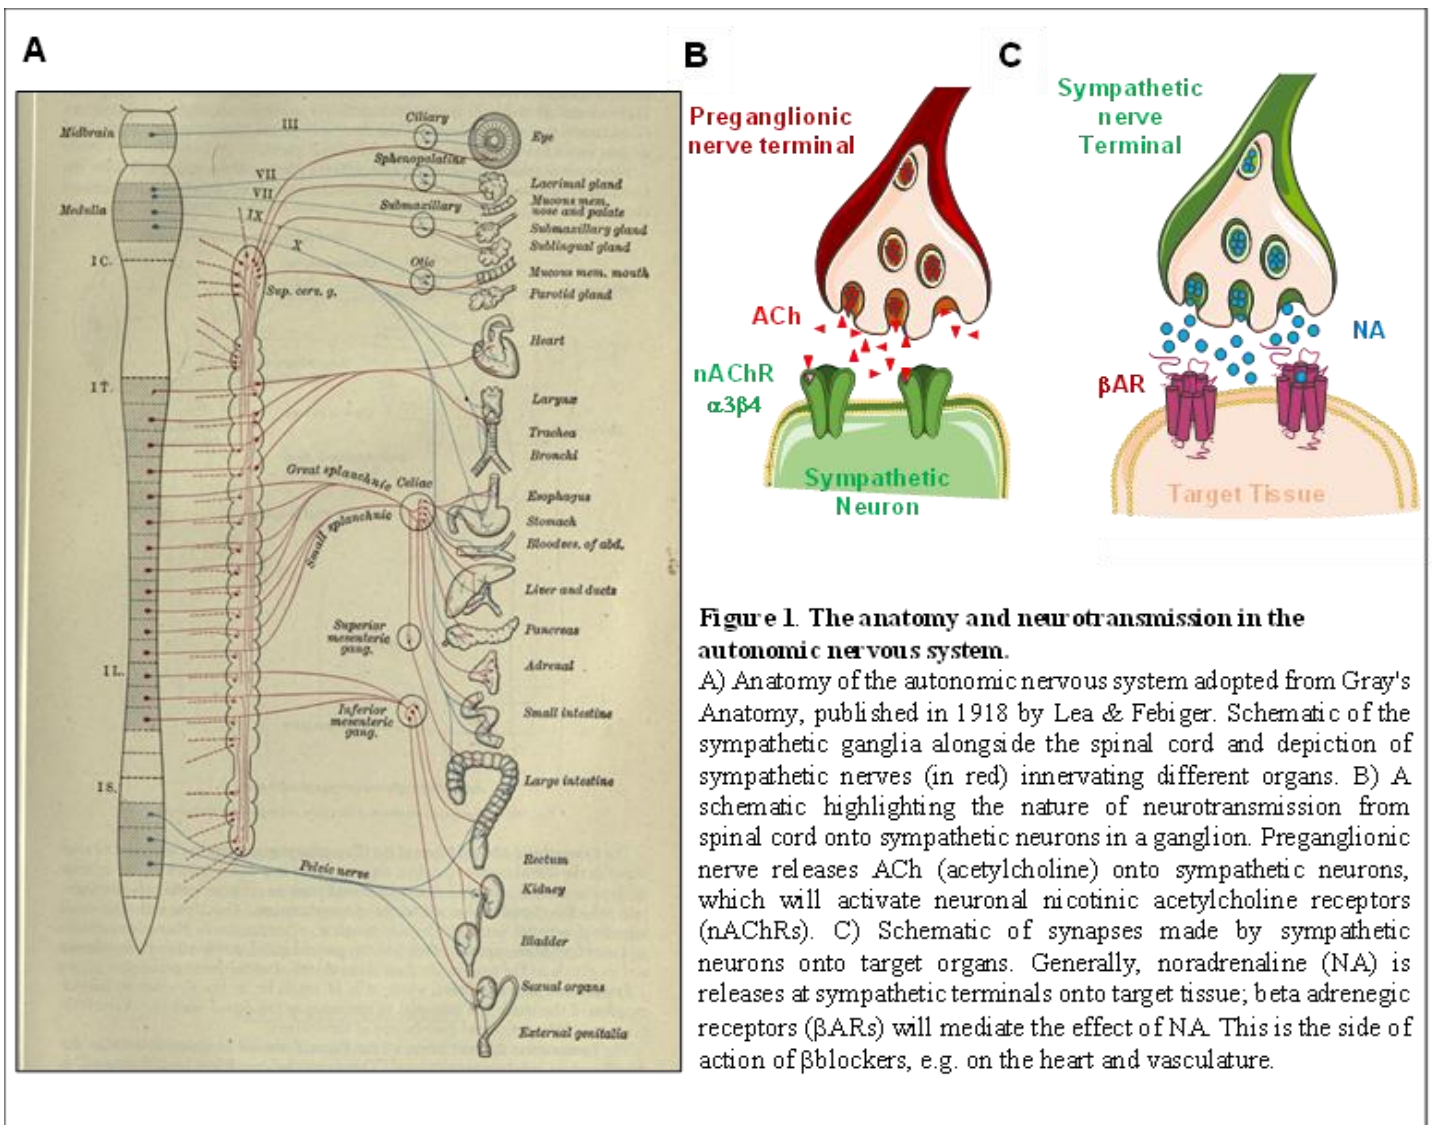 A
Midbrain
III
Ciliary
Eye
Sphenopalatine
VII
VII
Lacrimal gland
Mucous mem.
nose and palate
Medulla
IX
Submaxillary
Submaxillary gland
Sublingual gland
X
I C.
Otic
Mucous mem. mouth
Sup. cerv. g.
Parotid gland
Heart
I T.
Larynx
Trachea
Bronchi
Great splanchnic
Celiac
Esophagus
Small splanchnic
Stomach
Bloodves. of abd.
Liver and ducts
Superior
mesenteric
gang.
Pancreas
I L.
Adrenal
Inferior
mesenteric
gang.
Small intestine
I S.
Large intestine
Pelvic nerve
Rectum
Kidney
Bladder
Sexual organs
External genitalia
B
Preganglionic
nerve terminal
ACh
nAChR
α3β4
Sympathetic
Neuron
C
Sympathetic
nerve
Terminal
NA
βAR
Target Tissue
Figure 1. The anatomy and neurotransmission in the
autonomic nervous system.
A) Anatomy of the autonomic nervous system adopted from Gray's
Anatomy, published in 1918 by Lea & Febiger. Schematic of the
sympathetic ganglia alongside the spinal cord and depiction of
sympathetic nerves (in red) innervating different organs. B) A
schematic highlighting the nature of neurotransmission from
spinal cord onto sympathetic neurons in a ganglion. Preganglionic
nerve releases ACh (acetylcholine) onto sympathetic neurons,
which will activate neuronal nicotinic acetylcholine receptors
(nAChRs). C) Schematic of synapses made by sympathetic
neurons onto target organs. Generally, noradrenaline (NA) is
releases at sympathetic terminals onto target tissue; beta adrenegic
receptors (βARs) will mediate the effect of NA. This is the side of
action of βblockers, e.g. on the heart and vasculature.